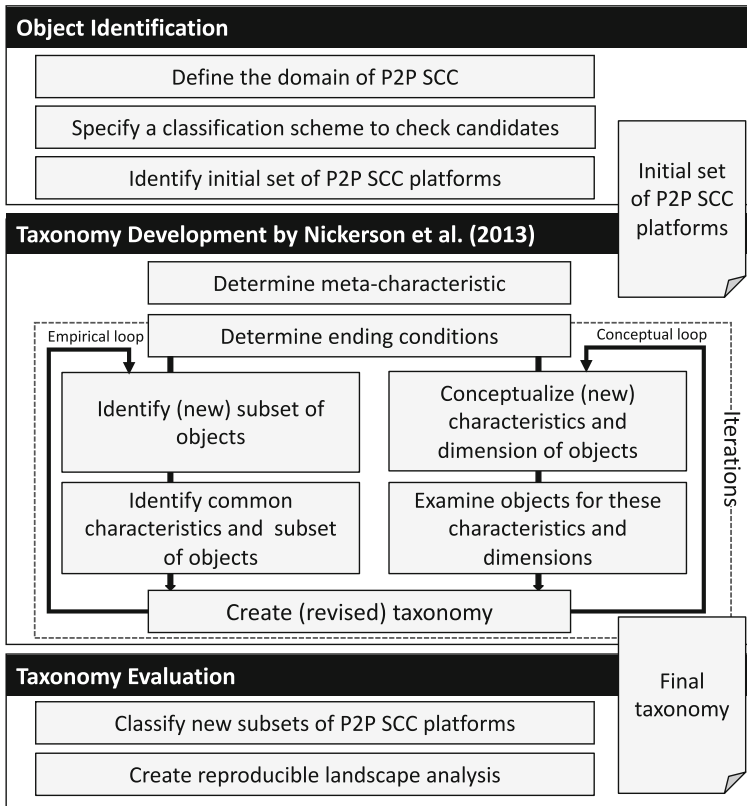 Object Identification
Define the domain of P2P SCC
Specify a classification scheme to check candidates
Identify initial set of P2P SCC platforms
Initial set
of P2P SCC
platforms
Taxonomy Development by Nickerson et al. (2013)
Determine meta-characteristic
Determine ending conditions
Empirical loop
Conceptual loop
Identify (new) subset of
objects
Conceptualize (new)
characteristics and
dimension of objects
Identify common
characteristics and subset
of objects
Examine objects for these
characteristics and
dimensions
Iterations
Create (revised) taxonomy
Taxonomy Evaluation
Final
taxonomy
Classify new subsets of P2P SCC platforms
Create reproducible landscape analysis